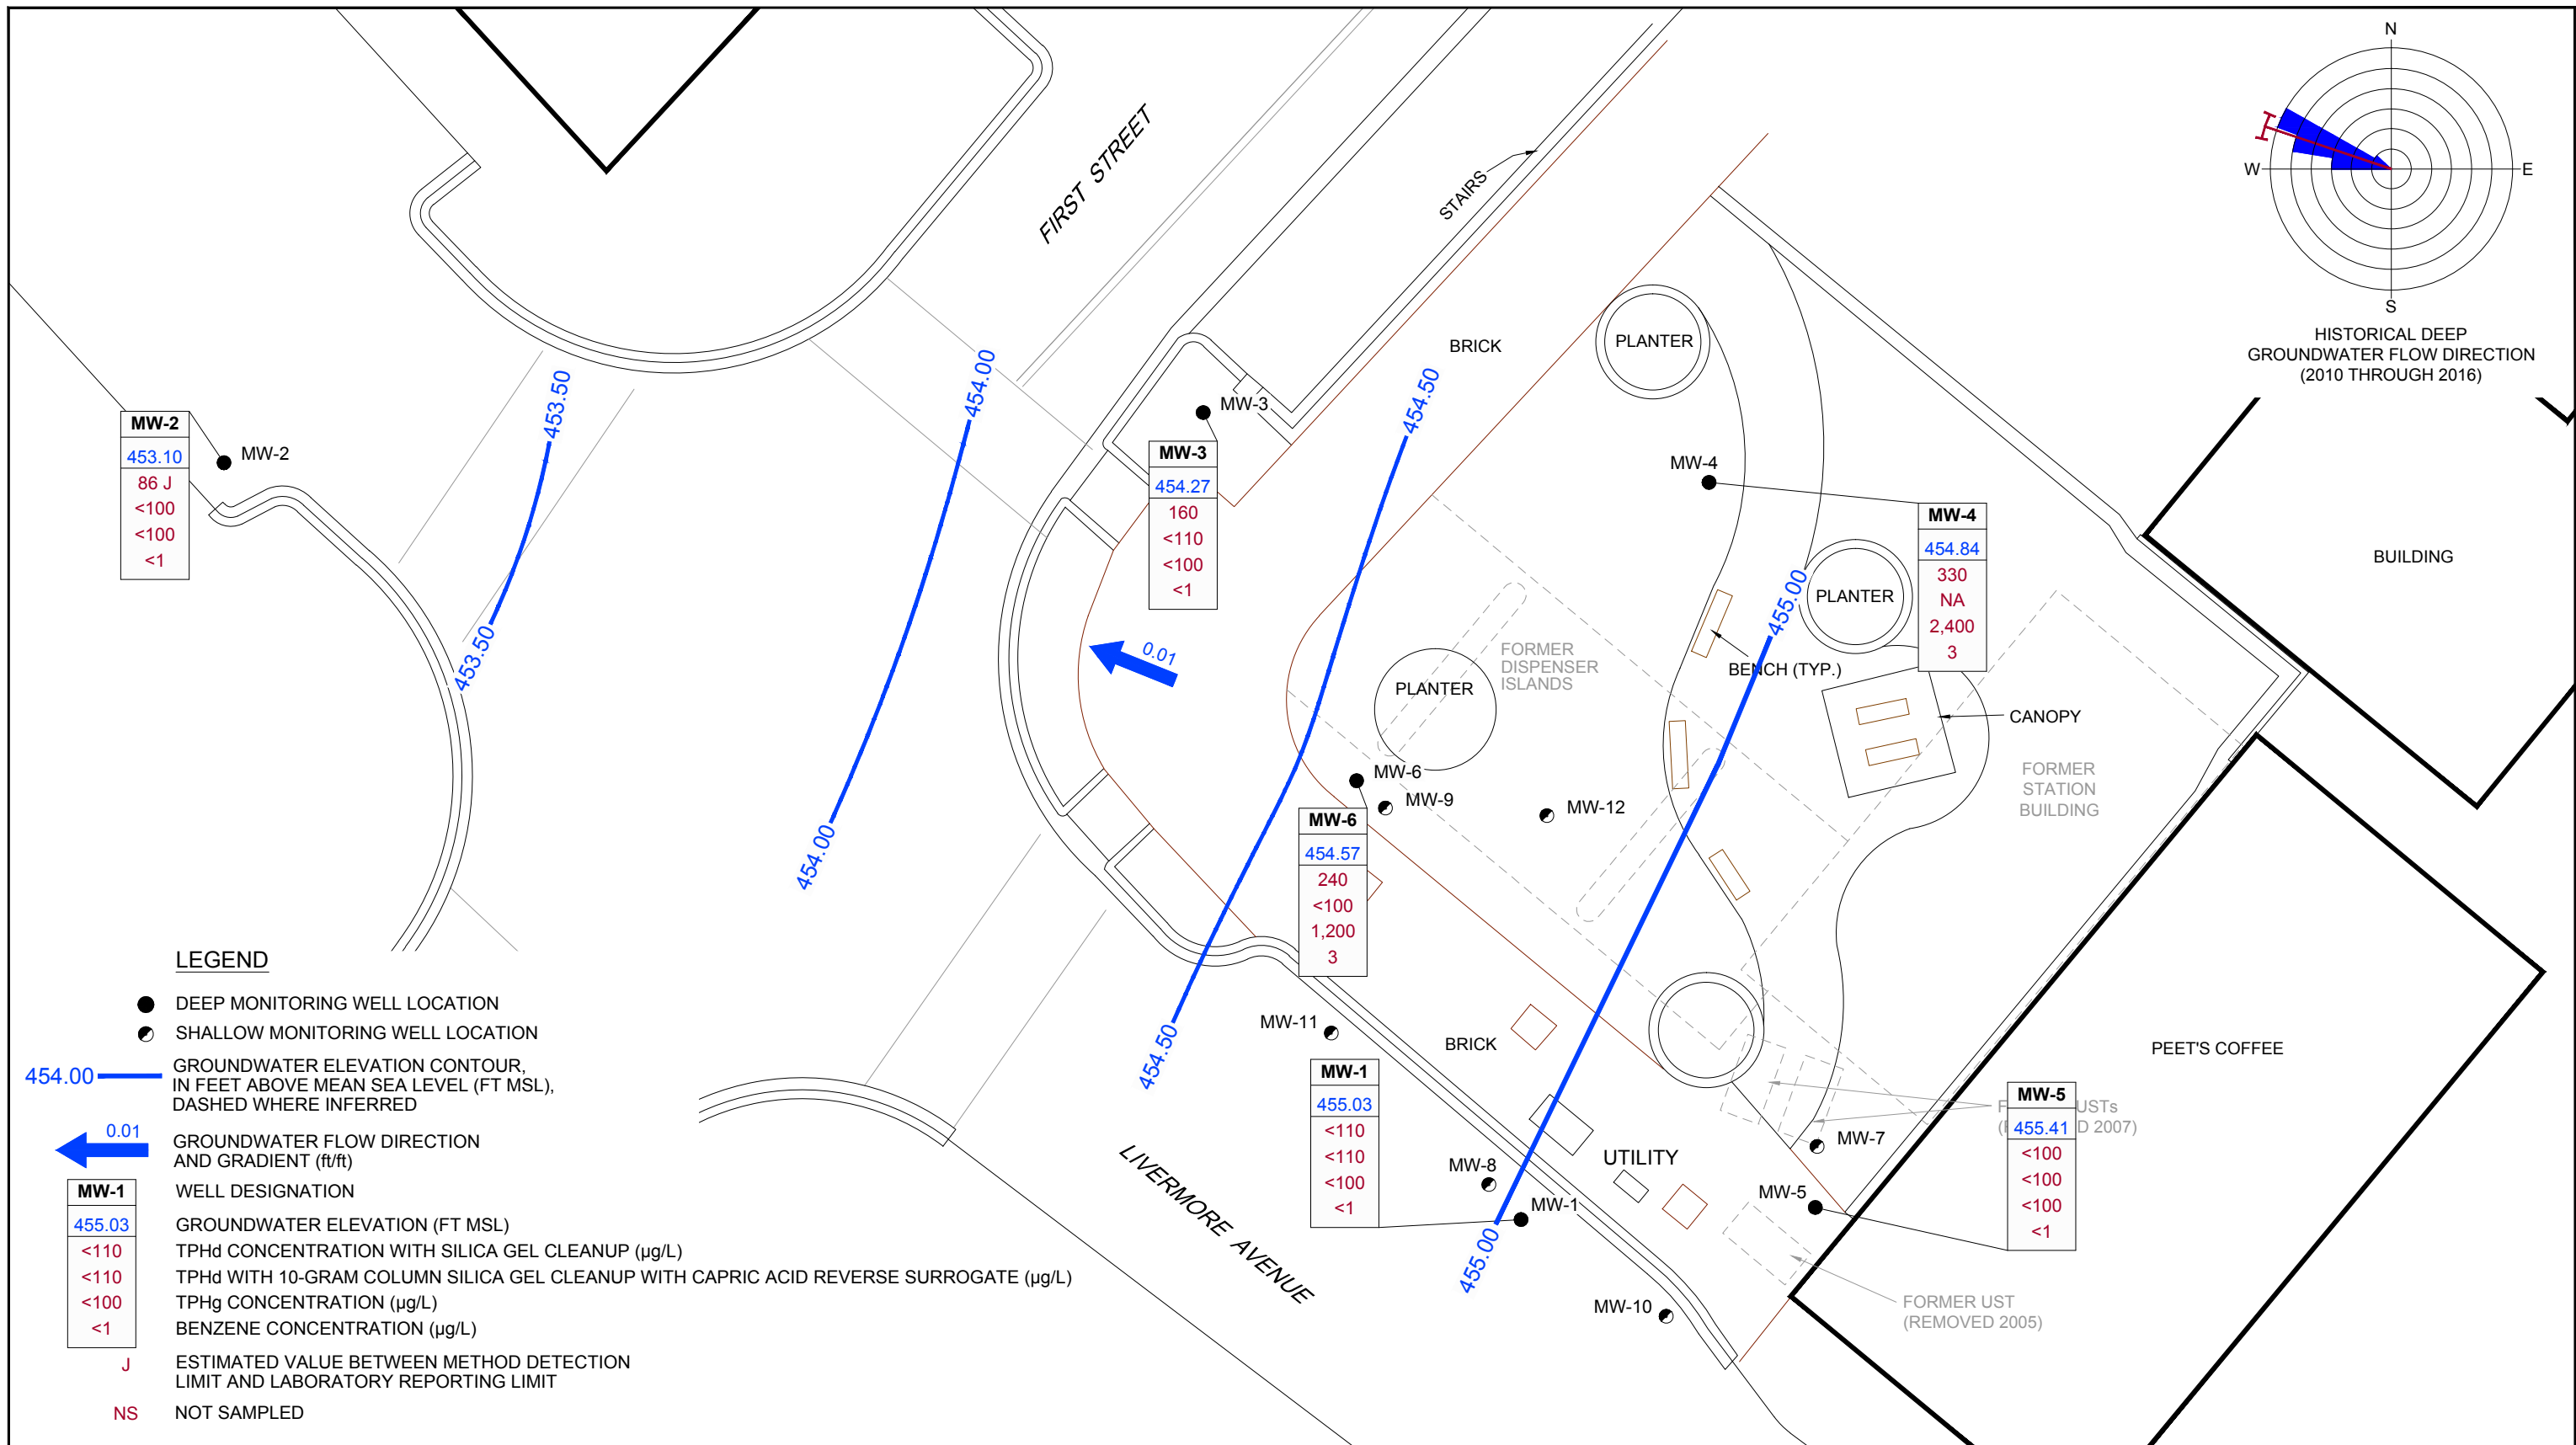 N
W
E
S
HISTORICAL DEEP
GROUNDWATER FLOW DIRECTION
(2010 THROUGH 2016)
FIRST STREET
STAIRS
BRICK
PLANTER
453.50
454.00
454.50
MW-2
453.10
86 J
<100
<100
<1
MW-2
MW-3
MW-3
454.27
160
<110
<100
<1
MW-4
MW-4
454.84
330
NA
2,400
3
BUILDING
PLANTER
455.00
453.50
0.01
FORMER
DISPENSER
ISLANDS
BENCH (TYP.)
PLANTER
CANOPY
FORMER
STATION
BUILDING
MW-6
MW-9
MW-12
MW-6
454.57
240
<100
1,200
3
454.00
454.50
MW-11
BRICK
PEET'S COFFEE
MW-1
455.03
<110
<110
<100
<1
MW-5
455.41
<100
<100
<100
<1
USTs
D 2007)
MW-7
UTILITY
MW-8
MW-1
MW-5
455.00
LIVERMORE AVENUE
MW-10
FORMER UST
(REMOVED 2005)
LEGEND
DEEP MONITORING WELL LOCATION
SHALLOW MONITORING WELL LOCATION
454.00
GROUNDWATER ELEVATION CONTOUR,
IN FEET ABOVE MEAN SEA LEVEL (FT MSL),
DASHED WHERE INFERRED
0.01
GROUNDWATER FLOW DIRECTION
AND GRADIENT (ft/ft)
MW-1 WELL DESIGNATION
455.03 GROUNDWATER ELEVATION (FT MSL)
<110 TPHd CONCENTRATION WITH SILICA GEL CLEANUP (µg/L)
<110 TPHd WITH 10-GRAM COLUMN SILICA GEL CLEANUP WITH CAPRIC ACID REVERSE SURROGATE (µg/L)
<100 TPHg CONCENTRATION (µg/L)
<1 BENZENE CONCENTRATION (µg/L)
J ESTIMATED VALUE BETWEEN METHOD DETECTION
LIMIT AND LABORATORY REPORTING LIMIT
NS NOT SAMPLED